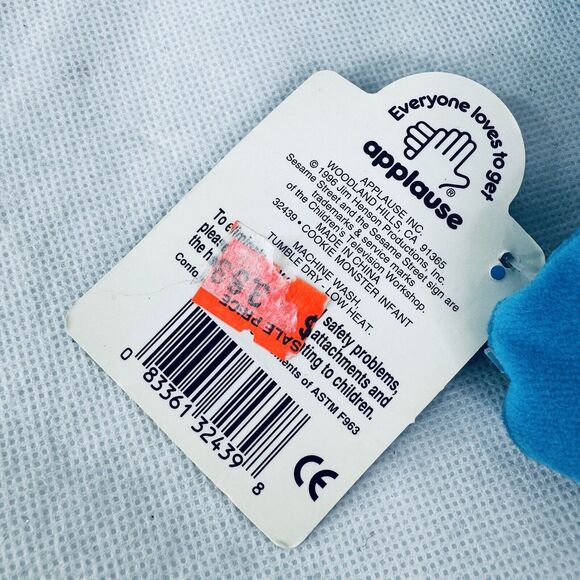 Everyone loves to get
applause®
APPLAUSE INC.
WOODLAND HILLS, CA 91365
© 1996 Jim Henson Productions, Inc.
Sesame Street and the Sesame Street sign are
trademarks & service marks
of the Children's Television Workshop.
MADE IN CHINA
32439 • COOKIE MONSTER INFANT
MACHINE WASH,
TUMBLE DRY, LOW HEAT.
To safety problems,
attachments and
the
to children.
of ASTM F963
$
SALE PRICE
0 83361 32439 8
CE